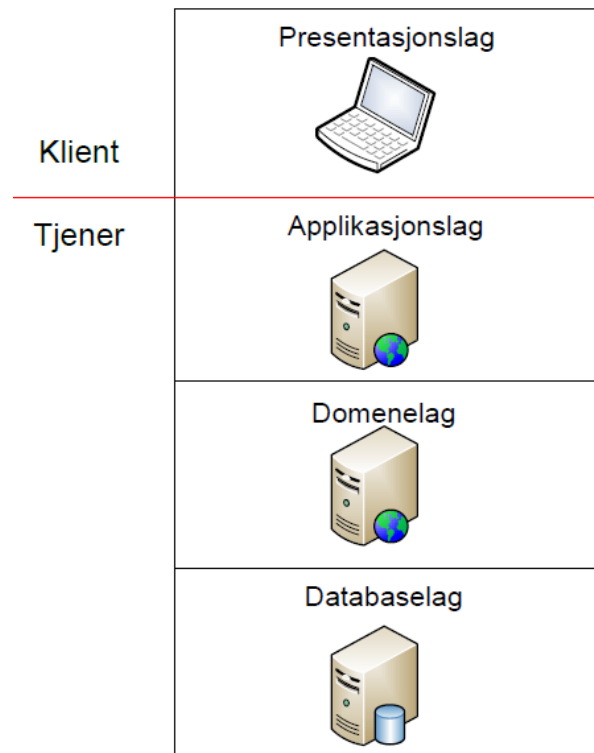 Presentasjonslag
Klient
Tjener
Applikasjonslag
Domenelag
Databaselag